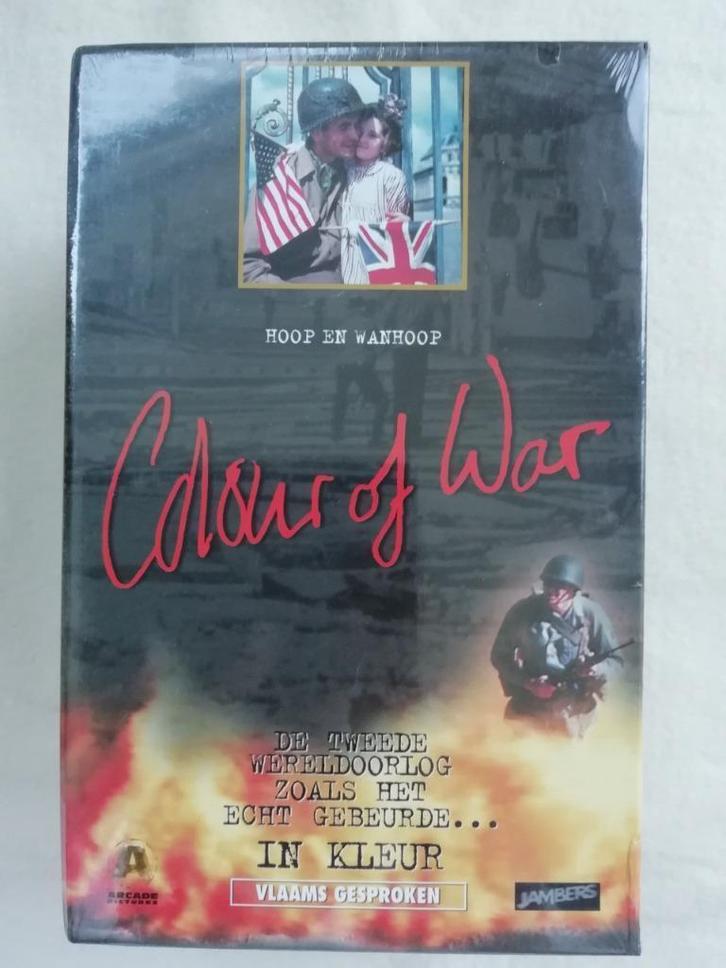 HOOP EN WANHOOP
Colour of War
DE TWEEDE
WERELDOORLOG
ZOALS HET
ECHT GEBEURDE...
IN KLEUR
VLAAMS GESPROKEN
A
ARCADE
PICTURES
JAMBERS